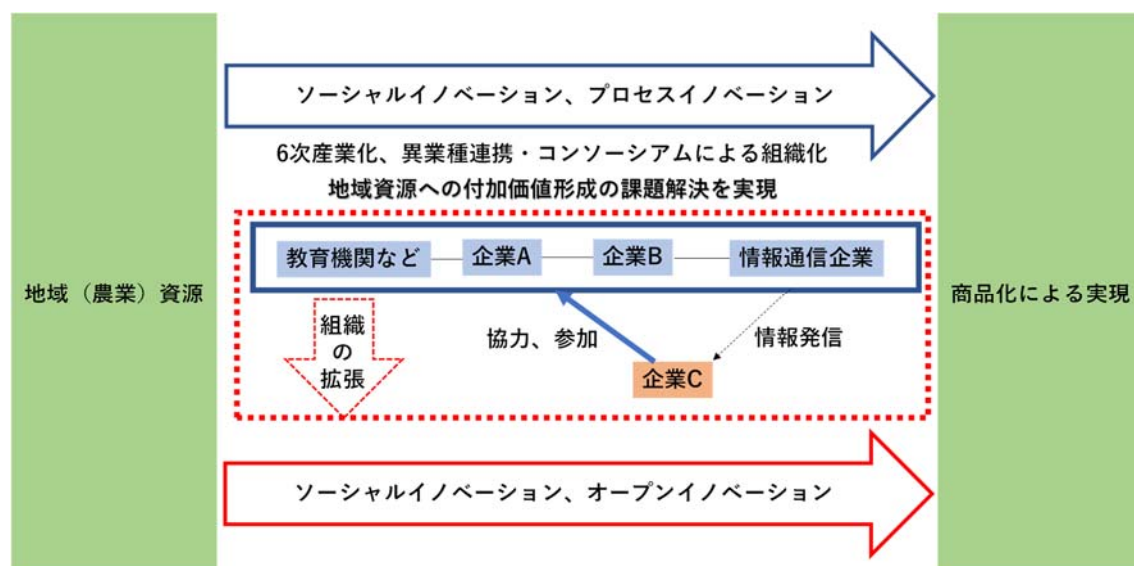 ソーシャルイノベーション、プロセスイノベーション
6次産業化、異業種連携・コンソーシアムによる組織化
地域資源への付加価値形成の課題解決を実現
教育機関など
企業A
企業B
情報通信企業
地域（農業）資源
商品化による実現
組織
の
拡張
協力、参加
情報発信
企業C
ソーシャルイノベーション、オープンイノベーション